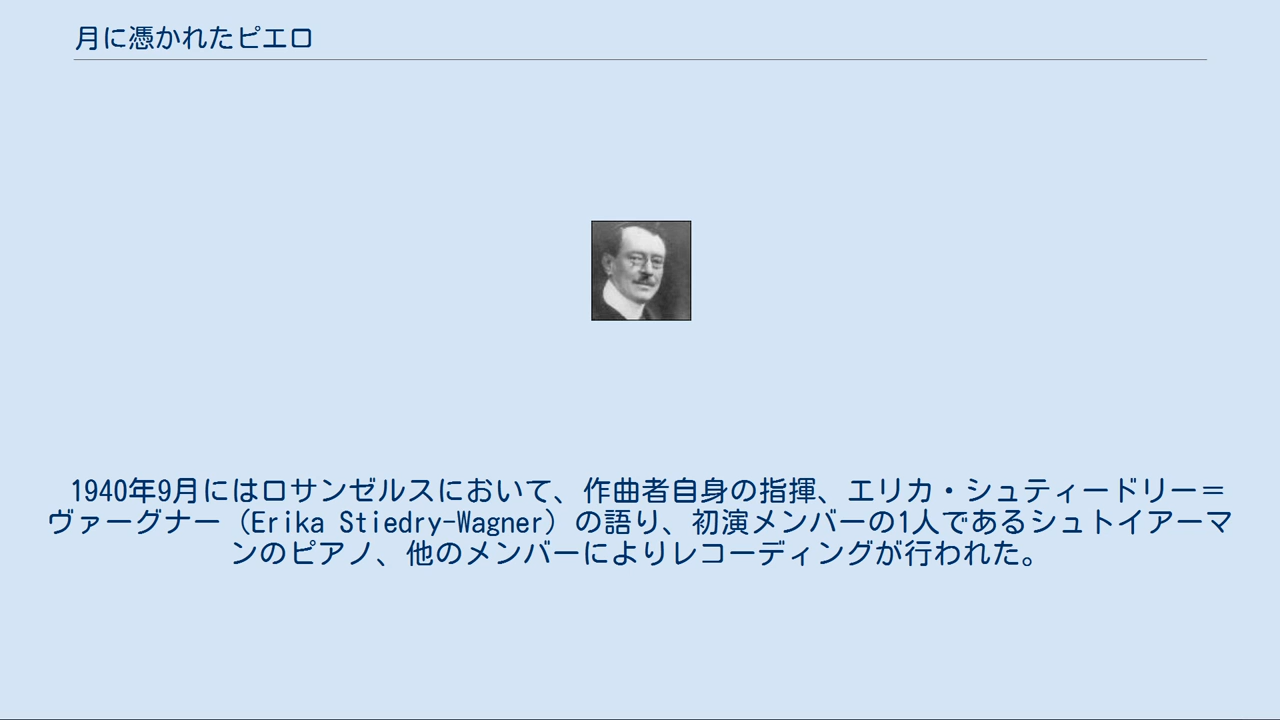 月に憑かれたピエロ
1940年9月にはロサンゼルスにおいて、作曲者自身の指揮、エリカ・シュティードリー＝
ヴァーグナー（Erika Stiedry-Wagner）の語り、初演メンバーの1人であるシュトイアーマ
ンのピアノ、他のメンバーによりレコーディングが行われた。